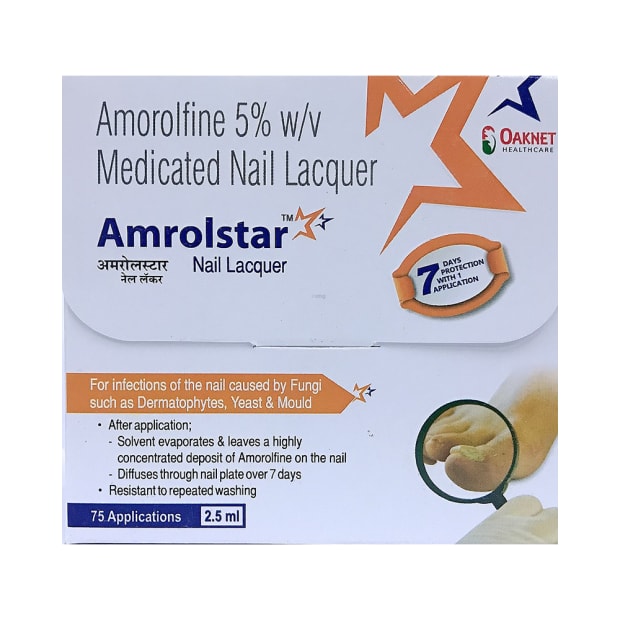 Amorolfine 5% w/v
Medicated Nail Lacquer
OAKNET
HEALTHCARE
Amrolstar™
अमरोलस्टार
नेल लॅकर
Nail Lacquer
7
DAYS
PROTECTION
WITH 1
APPLICATION
For infections of the nail caused by Fungi
such as Dermatophytes, Yeast & Mould
• After application;
- Solvent evaporates & leaves a highly
concentrated deposit of Amorolfine on the nail
- Diffuses through nail plate over 7 days
• Resistant to repeated washing
75 Applications 2.5 ml